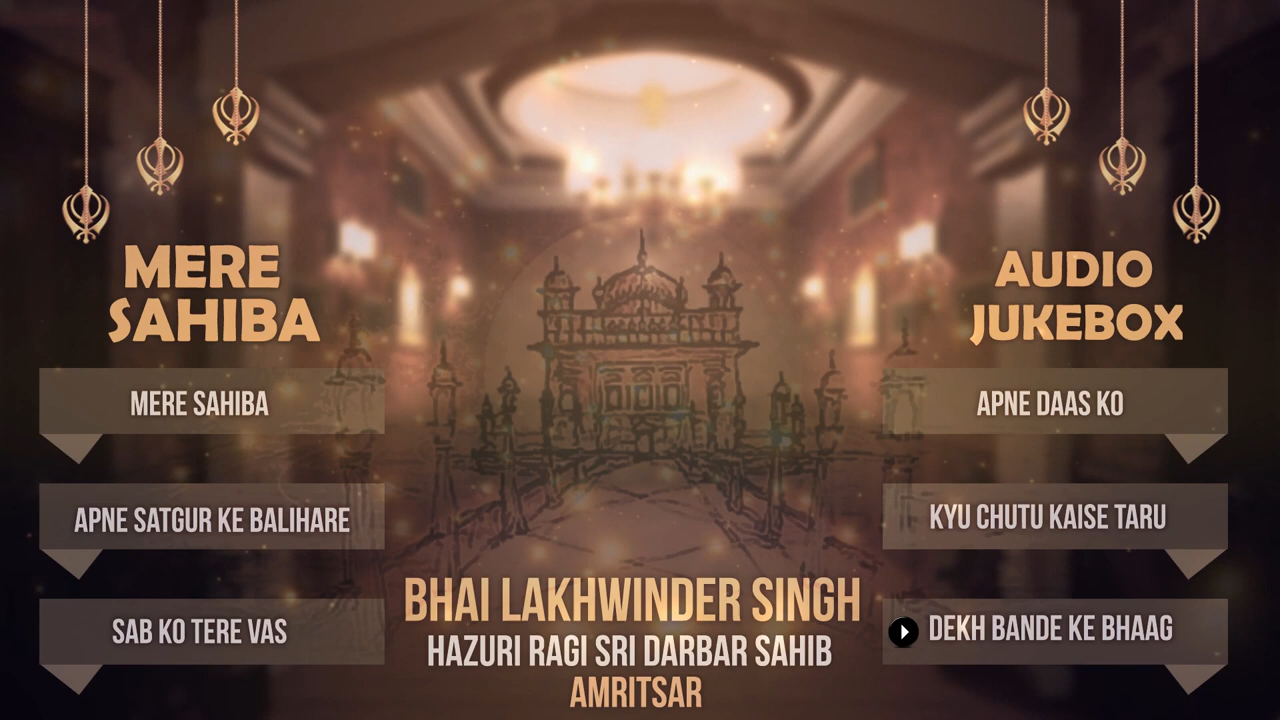 MERE
SAHIBA
MERE SAHIBA
APNE SATGUR KE BALIHARE
SAB KO TERE VAS
AUDIO
JUKEBOX
APNE DAAS KO
KYU CHUTU KAISE TARU
DEKH BANDE KE BHAAG
BHAI LAKHWINDER SINGH
HAZURI RAGI SRI DARBAR SAHIB
AMRITSAR